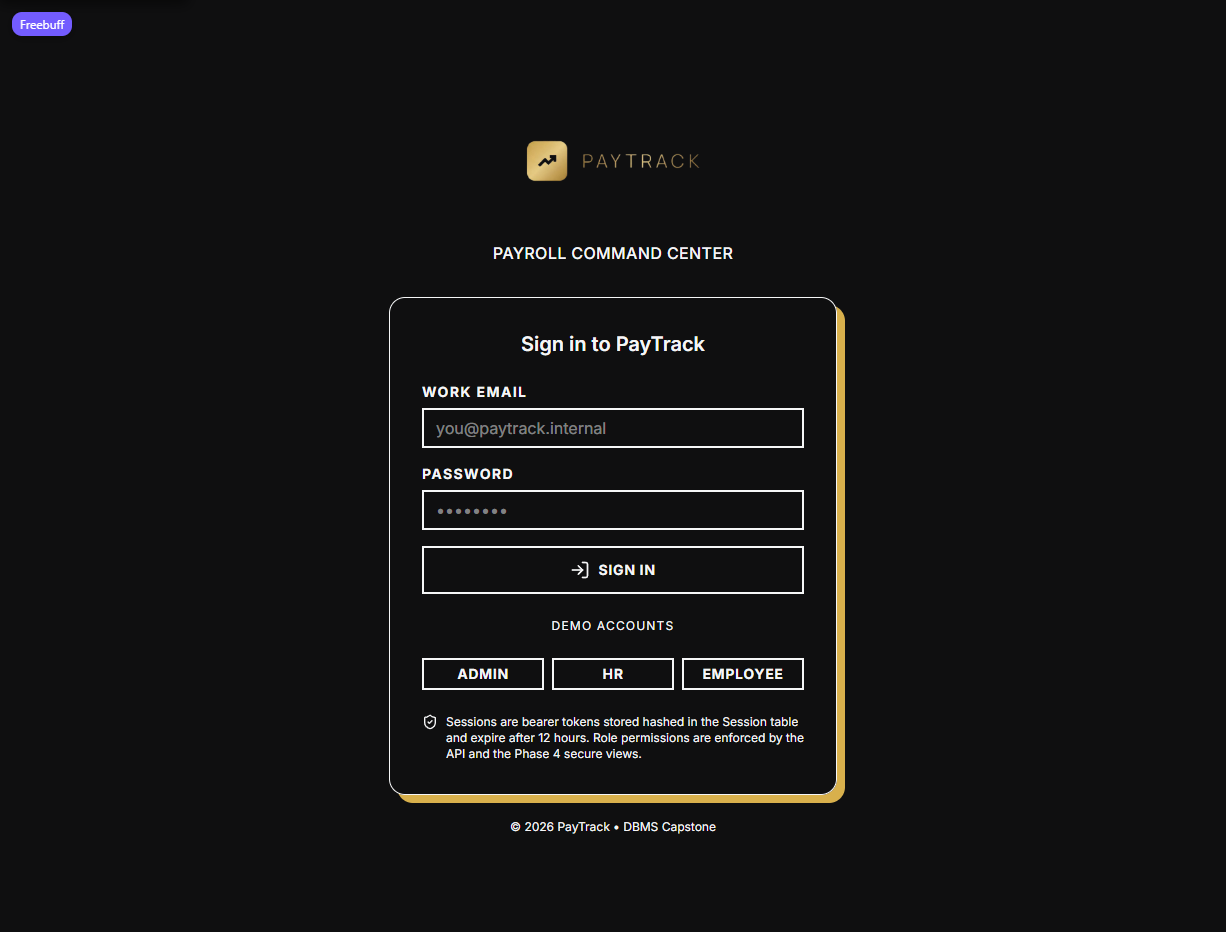 Freebuff
PAYTRACK
PAYROLL COMMAND CENTER
Sign in to PayTrack
WORK EMAIL
you@paytrack.internal
PASSWORD
••••••••
SIGN IN
DEMO ACCOUNTS
ADMIN
HR
EMPLOYEE
Sessions are bearer tokens stored hashed in the Session table
and expire after 12 hours. Role permissions are enforced by the
API and the Phase 4 secure views.
© 2026 PayTrack • DBMS Capstone